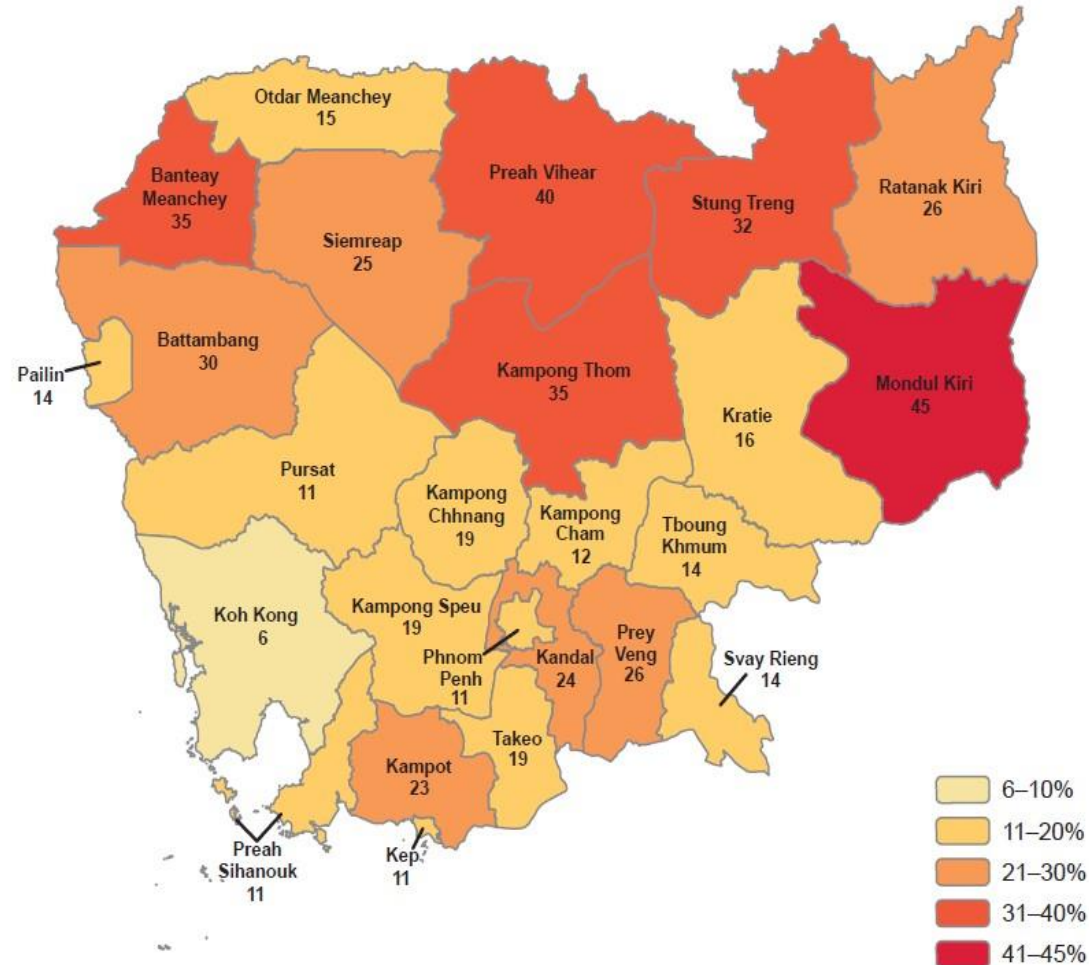 Otdar Meanchey
15
Banteay
Meanchey
35
Preah Vihear
40
Stung Treng
32
Ratanak Kiri
26
Siemreap
25
Battambang
30
Pailin
14
Kampong Thom
35
Kratie
16
Mondul Kiri
45
Pursat
11
Kampong
Chhnang
19
Kampong
Cham
12
Tboung
Khmum
14
Koh Kong
6
Kampong Speu
19
Phnom
Penh
11
Kandal
24
Prey
Veng
26
Svay Rieng
14
Takeo
19
Kampot
23
Preah
Sihanouk
11
Kep
11
6–10%
11–20%
21–30%
31–40%
41–45%